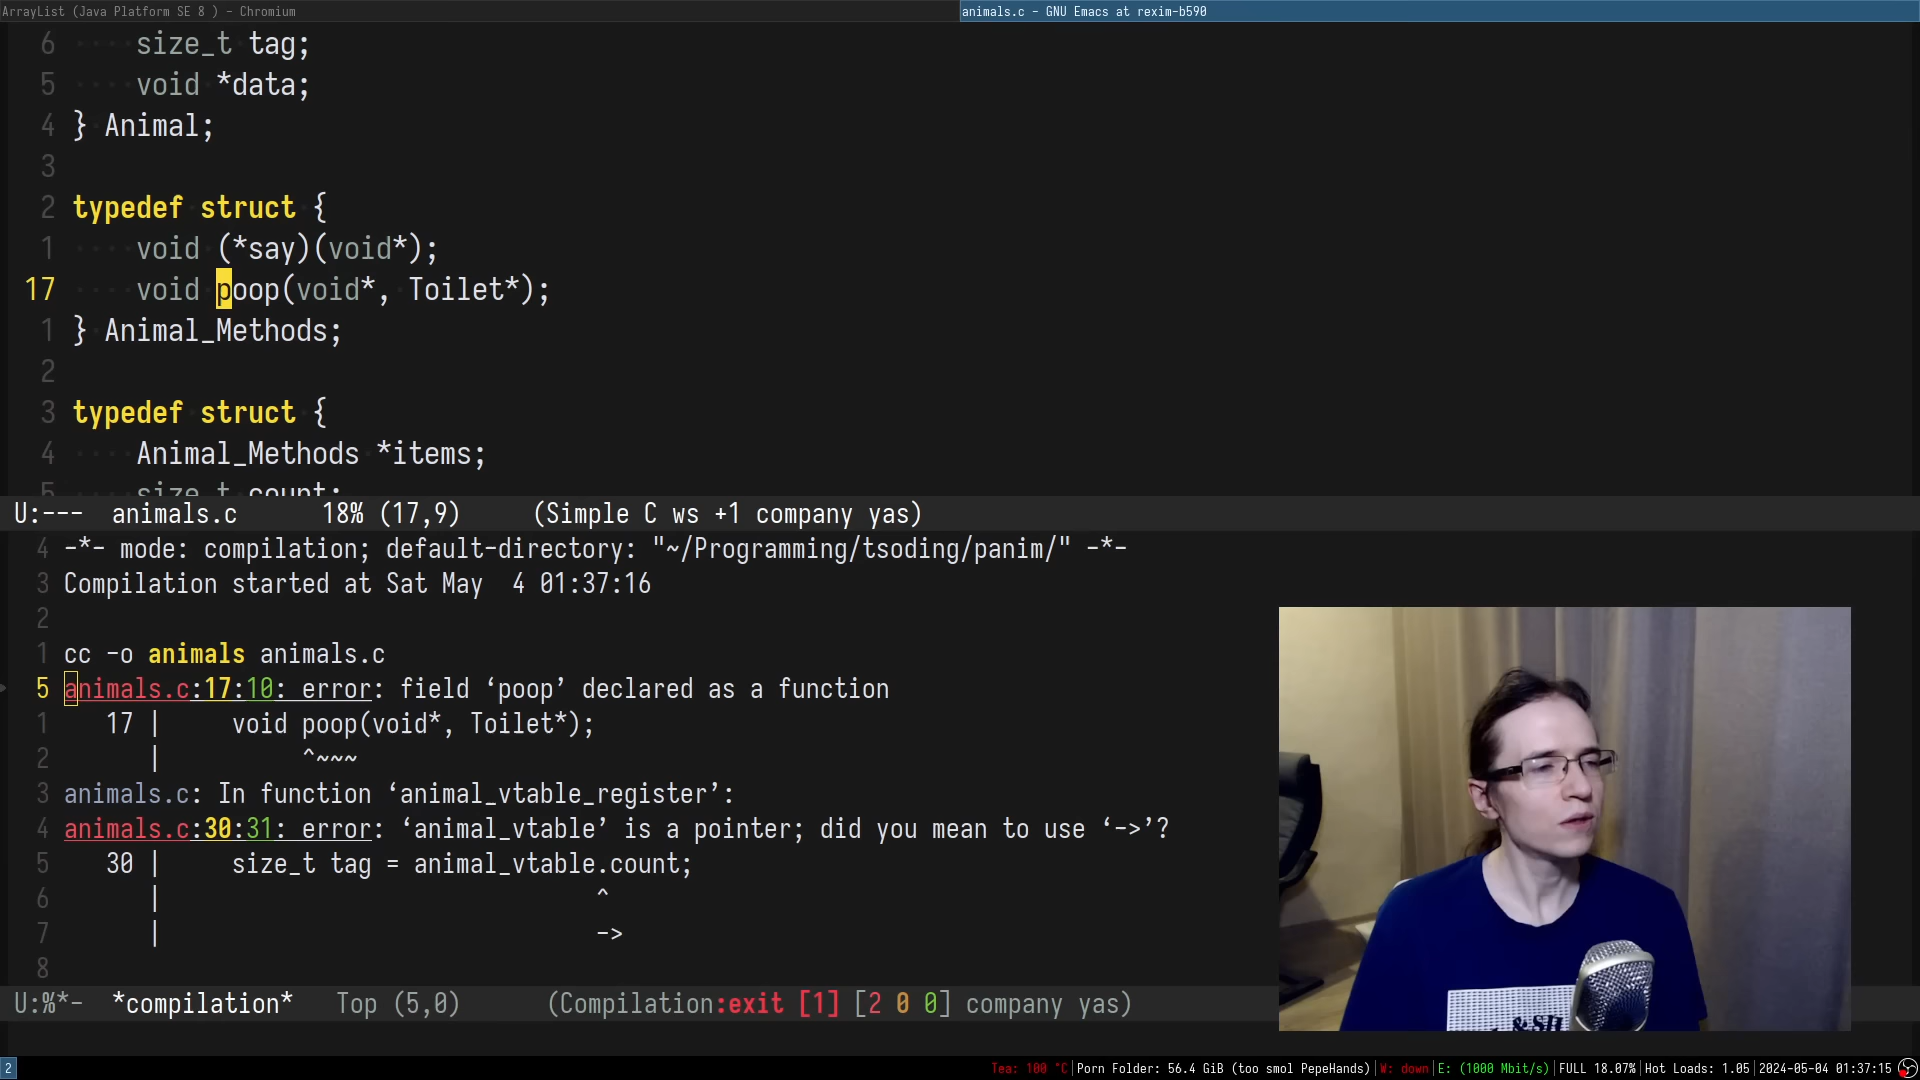 ArrayList (Java Platform SE 8 ) - Chromium
animals.c - GNU Emacs at rexim-b590
6     size_t tag;
5     void *data;
4 } Animal;
3
2 typedef struct {
1     void (*say)(void*);
17     void poop(void*, Toilet*);
1 } Animal_Methods;
2
3 typedef struct {
4     Animal_Methods *items;
5     size_t count;
U:---  animals.c      18% (17,9)     (Simple C ws +1 company yas)
4 -*- mode: compilation; default-directory: "~/Programming/tsoding/panim/" -*-
3 Compilation started at Sat May  4 01:37:16
2
1 cc -o animals animals.c
5 animals.c:17:10: error: field ‘poop’ declared as a function
1    17 |     void poop(void*, Toilet*);
2       |          ^~~~
3 animals.c: In function ‘animal_vtable_register’:
4 animals.c:30:31: error: ‘animal_vtable’ is a pointer; did you mean to use ‘->’?
5    30 |     size_t tag = animal_vtable.count;
6       |                               ^
7       |                               ->
8
U:%*-  *compilation*   Top (5,0)      (Compilation:exit [1] [2 0 0] company yas)
2
Tea: 100 °C|Porn Folder: 56.4 GiB (too smol PepeHands)|W: down|E: (1000 Mbit/s)|FULL 18.07%|Hot Loads: 1.05|2024-05-04 01:37:15